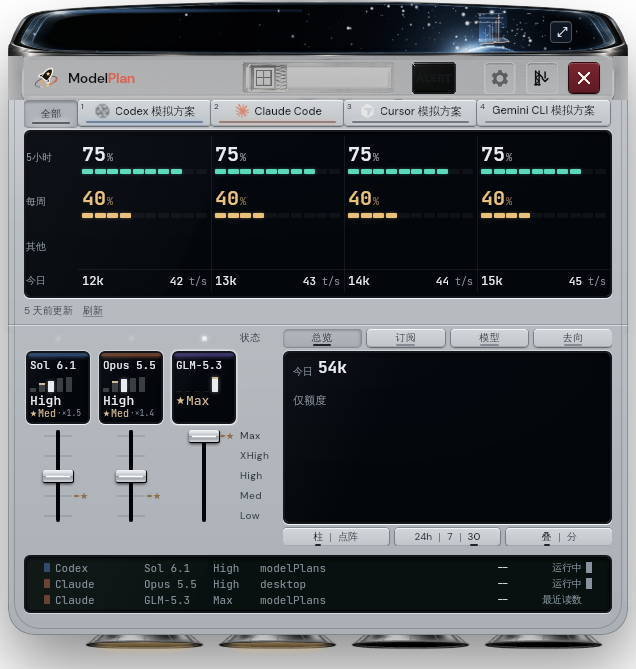 ModelPlan
ALERT
全部
1 Codex 模拟方案
2 Claude Code
3 Cursor 模拟方案
4 Gemini CLI 模拟方案
5小时 75% 75% 75% 75%
每周 40% 40% 40% 40%
其他
今日 12k 42 t/s 13k 43 t/s 14k 44 t/s 15k 45 t/s
5 天前更新 刷新
状态
总览 订阅 模型 去向
Sol 6.1
High
★Med·×1.5
Opus 5.5
High
★Med·×1.4
GLM-5.3
★Max
Max
XHigh
High
Med
Low
今日 54k
仅额度
柱 | 点阵
24h | 7 | 30
叠 | 分
Codex Sol 6.1 High modelPlans —— 运行中
Claude Opus 5.5 High desktop —— 运行中
Claude GLM-5.3 Max modelPlans —— 最近读数